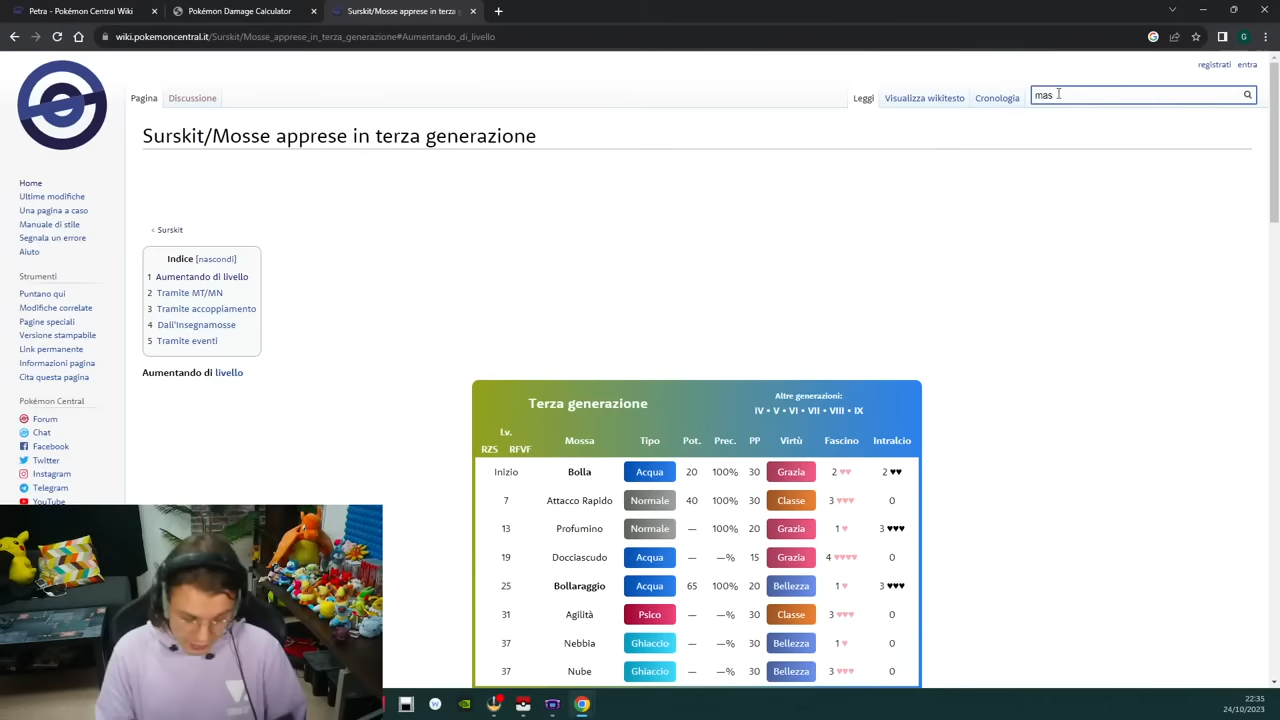 Petra - Pokémon Central Wiki
Pokémon Damage Calculator
Surskit/Mosse apprese in terza g
wiki.pokemoncentral.it/Surskit/Mosse_apprese_in_terza_generazione#Aumentando_di_livello
registrati entra
Pagina Discussione Leggi Visualizza wikitesto Cronologia mas
Surskit/Mosse apprese in terza generazione
Home
Ultime modifiche
Una pagina a caso
Manuale di stile
Segnala un errore
Aiuto
Strumenti
Puntano qui
Modifiche correlate
Pagine speciali
Versione stampabile
Link permanente
Informazioni pagina
Cita questa pagina
Pokémon Central
Forum
Chat
Facebook
Twitter
Instagram
Telegram
YouTube
< Surskit
Indice [nascondi]
1 Aumentando di livello
2 Tramite MT/MN
3 Tramite accoppiamento
4 Dall'Insegnamosse
5 Tramite eventi
Aumentando di livello
Terza generazione
Altre generazioni:
IV • V • VI • VII • VIII • IX
Lv.
RZS RFVF Mossa Tipo Pot. Prec. PP Virtù Fascino Intralcio
Inizio Bolla Acqua 20 100% 30 Grazia 2 ♥♥ 2 ♥♥
7 Attacco Rapido Normale 40 100% 30 Classe 3 ♥♥♥ 0
13 Profumino Normale — 100% 20 Grazia 1 ♥ 3 ♥♥♥
19 Docciascudo Acqua — —% 15 Grazia 4 ♥♥♥♥ 0
25 Bollaraggio Acqua 65 100% 20 Bellezza 1 ♥ 3 ♥♥♥
31 Agilità Psico — —% 30 Classe 3 ♥♥♥ 0
37 Nebbia Ghiaccio — —% 30 Bellezza 1 ♥ 0
37 Nube Ghiaccio — —% 30 Bellezza 3 ♥♥♥ 0
22:35
24/10/2023